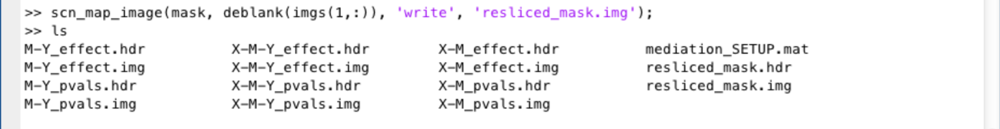 >> scn_map_image(mask, deblank(imgs(1,:)), 'write', 'resliced_mask.img');
>> ls
M-Y_effect.hdr X-M-Y_effect.hdr X-M_effect.hdr mediation_SETUP.mat
M-Y_effect.img X-M-Y_effect.img X-M_effect.img resliced_mask.hdr
M-Y_pvals.hdr X-M-Y_pvals.hdr X-M_pvals.hdr resliced_mask.img
M-Y_pvals.img X-M-Y_pvals.img X-M_pvals.img